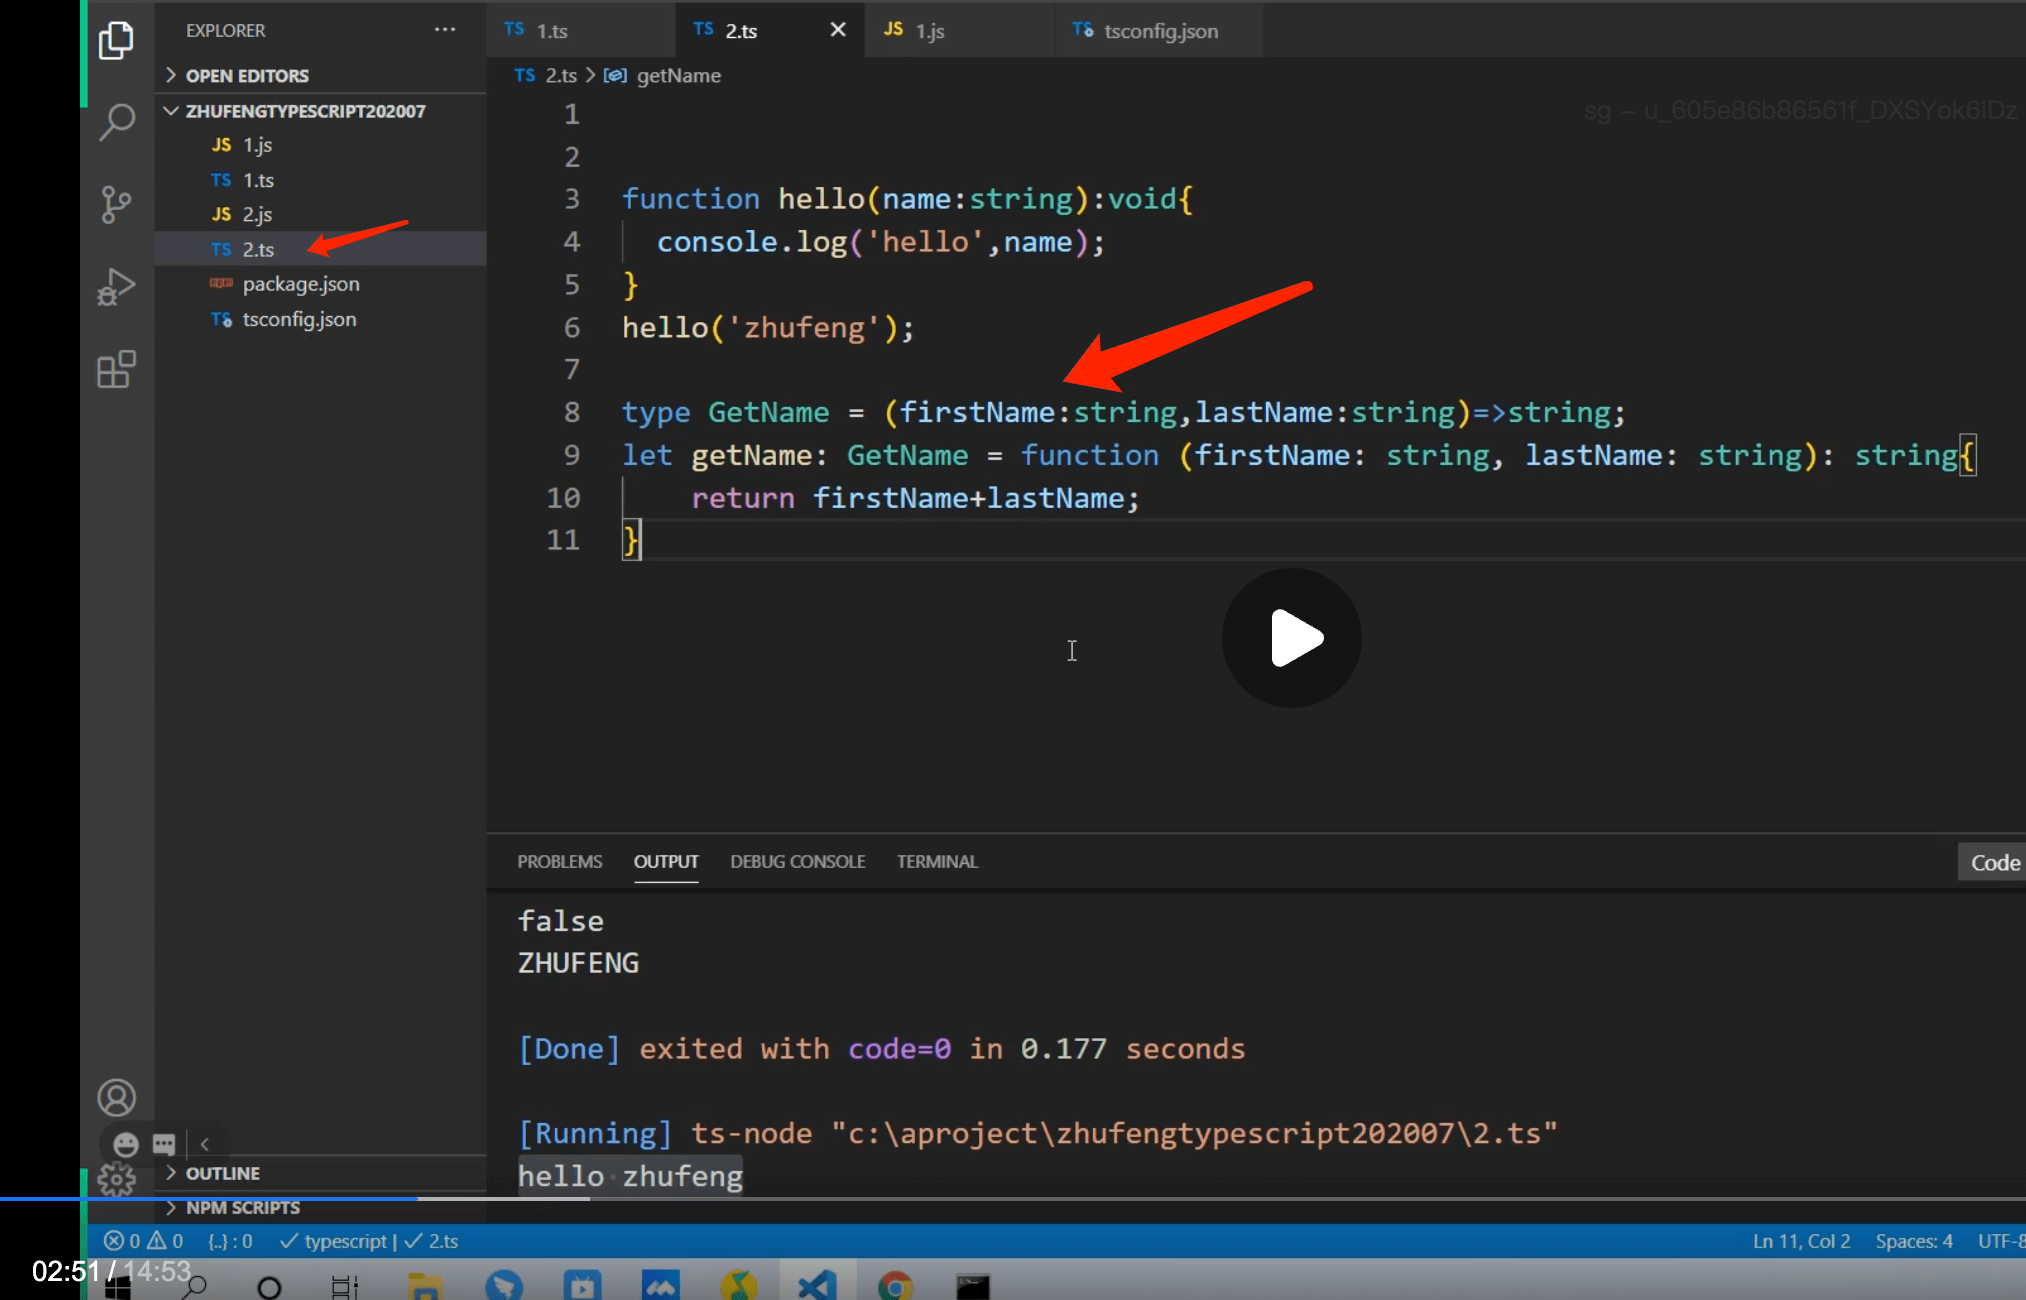 EXPLORER
···
TS 1.ts
TS 2.ts
JS 1.js
TS tsconfig.json
OPEN EDITORS
TS 2.ts > getName
ZHUFENGTYPESCRIPT202007
JS 1.js
TS 1.ts
JS 2.js
TS 2.ts
package.json
TS tsconfig.json
sg – u_605e86b86561f_DXSYok6iDz
1
2
3 function hello(name:string):void{
4 console.log('hello',name);
5 }
6 hello('zhufeng');
7
8 type GetName = (firstName:string,lastName:string)=>string;
9 let getName: GetName = function (firstName: string, lastName: string): string{
10 return firstName+lastName;
11 }
PROBLEMS OUTPUT DEBUG CONSOLE TERMINAL
Code
false
ZHUFENG
[Done] exited with code=0 in 0.177 seconds
[Running] ts-node "c:\aproject\zhufengtypescript202007\2.ts"
hello zhufeng
OUTLINE
NPM SCRIPTS
0 0 {..} : 0 typescript | 2.ts
Ln 11, Col 2 Spaces: 4 UTF-8
02:51 / 14:53